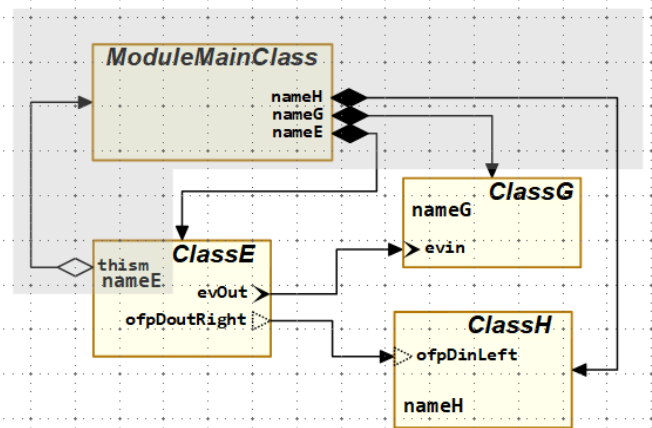 ModuleMainClass
nameH
nameG
nameE
ClassG
nameG
evin
ClassE
thism
nameE
evOut
ofpDoutRight
ClassH
ofpDinLeft
nameH